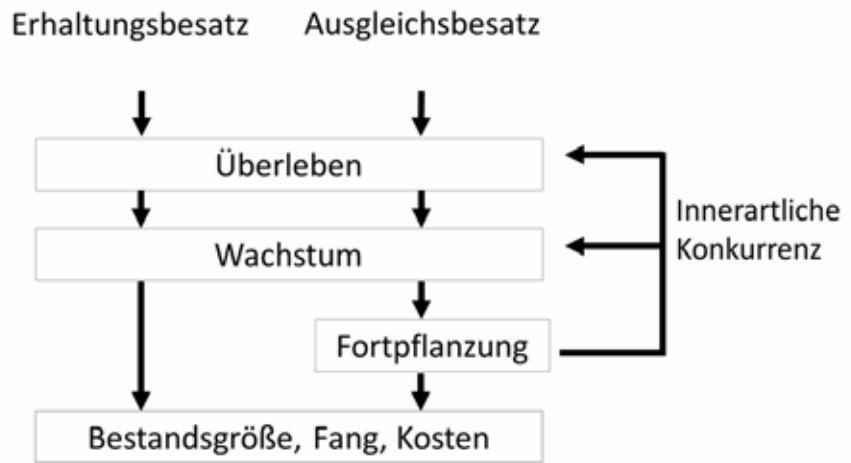 Erhaltungsbesatz
Ausgleichsbesatz
Überleben
Wachstum
Innerartliche
Konkurrenz
Fortpflanzung
Bestandsgröße, Fang, Kosten